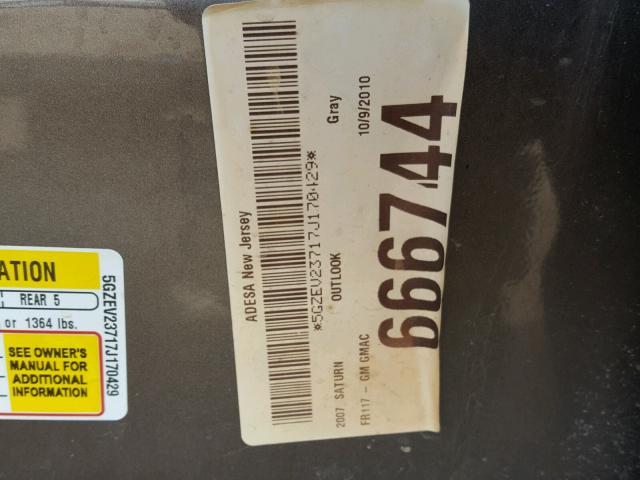 ADESA New Jersey
*5GZEV23717J170429*
2007 SATURN OUTLOOK Gray
FR117 - GM GMAC 10/9/2010
666744
5GZEV23717J170429
ATION
REAR 5
or 1364 lbs.
SEE OWNER'S
MANUAL FOR
ADDITIONAL
INFORMATION